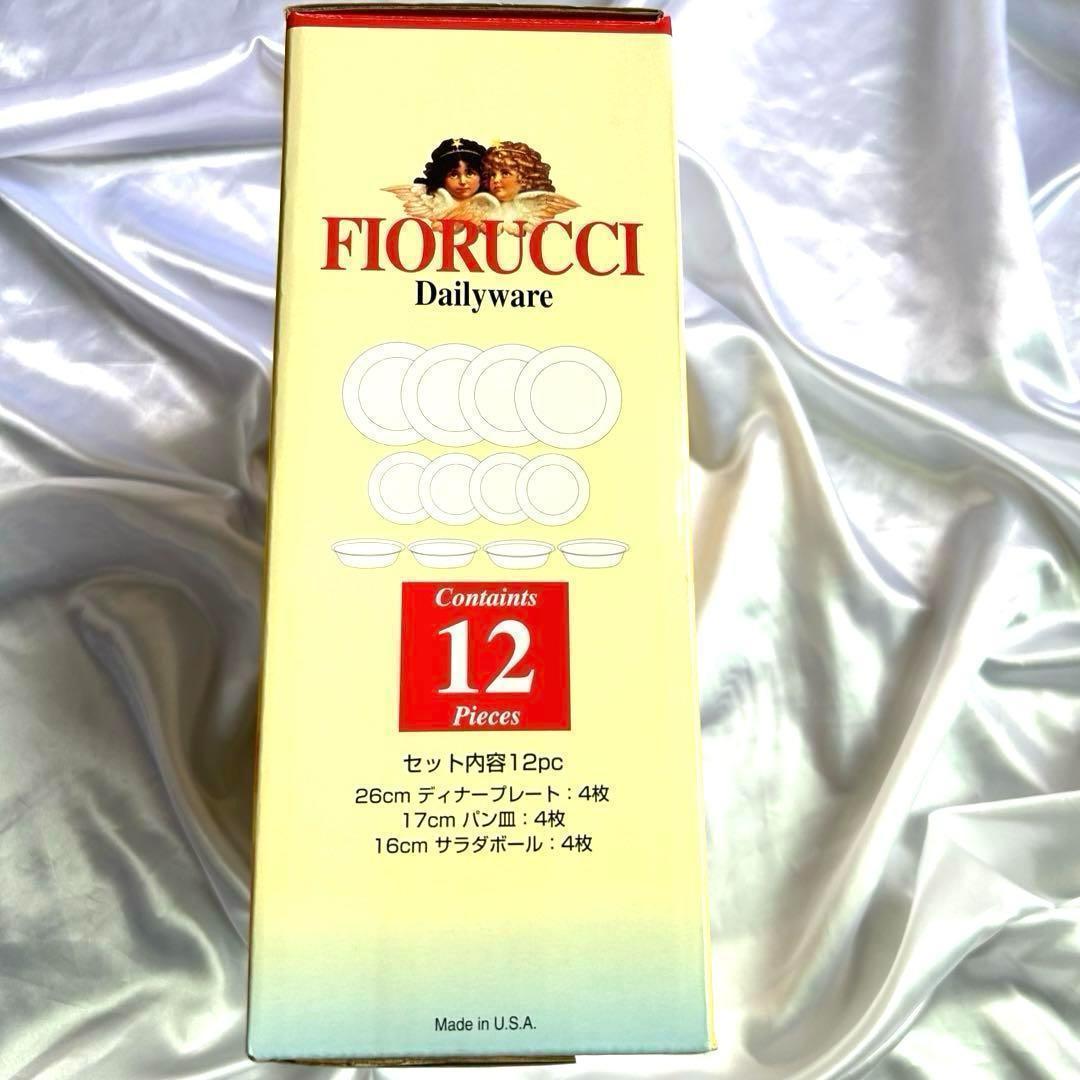 FIORUCCI
Dailyware
Containts
12
Pieces
セット内容12pc
26cm ディナープレート：4枚
17cm パン皿：4枚
16cm サラダボール：4枚
Made in U.S.A.